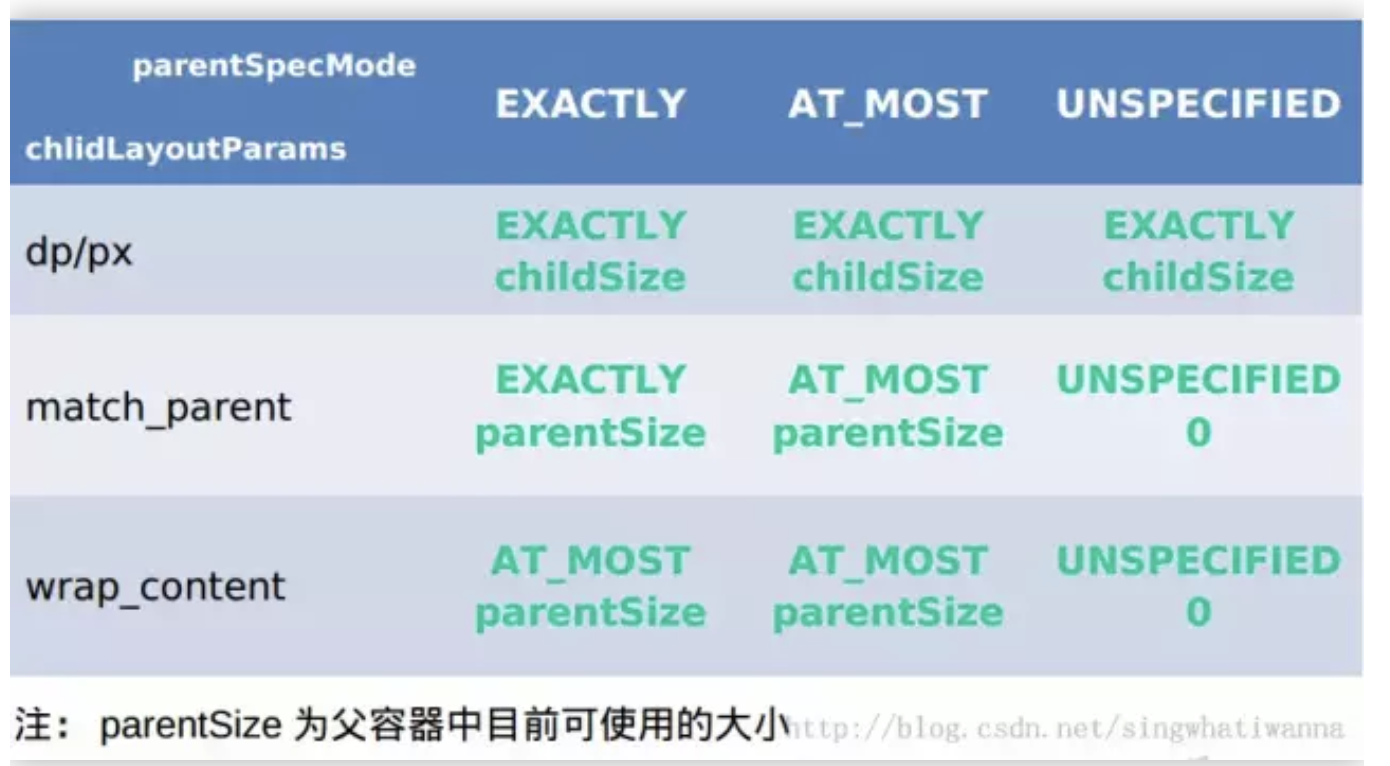 parentSpecMode
chlidLayoutParams
EXACTLY AT_MOST UNSPECIFIED
dp/px
EXACTLY EXACTLY EXACTLY
childSize childSize childSize
match_parent
EXACTLY AT_MOST UNSPECIFIED
parentSize parentSize 0
wrap_content
AT_MOST AT_MOST UNSPECIFIED
parentSize parentSize 0
注： parentSize 为父容器中目前可使用的大小 http://blog.csdn.net/singwhatiwanna